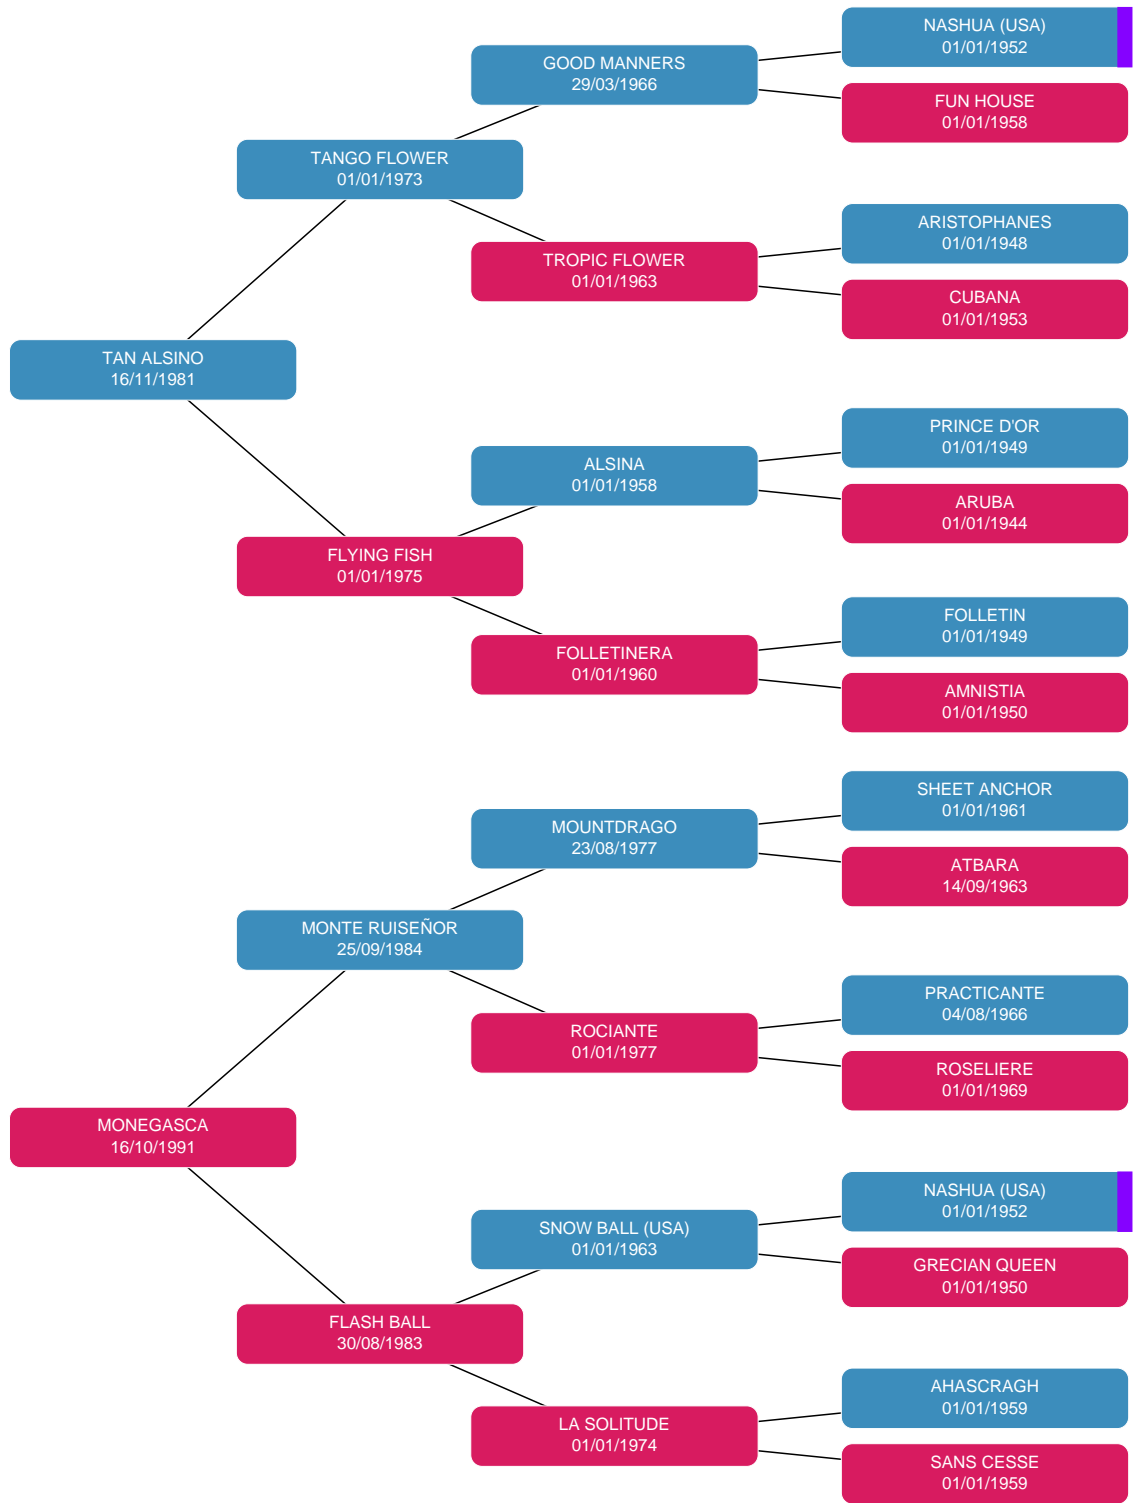 NASHUA (USA)
01/01/1952
GOOD MANNERS
29/03/1966
FUN HOUSE
01/01/1958
TANGO FLOWER
01/01/1973
ARISTOPHANES
01/01/1948
TROPIC FLOWER
01/01/1963
CUBANA
01/01/1953
TAN ALSINO
16/11/1981
PRINCE D'OR
01/01/1949
ALSINA
01/01/1958
ARUBA
01/01/1944
FLYING FISH
01/01/1975
FOLLETIN
01/01/1949
FOLLETINERA
01/01/1960
AMNISTIA
01/01/1950
SHEET ANCHOR
01/01/1961
MOUNTDRAGO
23/08/1977
ATBARA
14/09/1963
MONTE RUISEÑOR
25/09/1984
PRACTICANTE
04/08/1966
ROCIANTE
01/01/1977
ROSELIERE
01/01/1969
MONEGASCA
16/10/1991
NASHUA (USA)
01/01/1952
SNOW BALL (USA)
01/01/1963
GRECIAN QUEEN
01/01/1950
FLASH BALL
30/08/1983
AHASCRAGH
01/01/1959
LA SOLITUDE
01/01/1974
SANS CESSE
01/01/1959